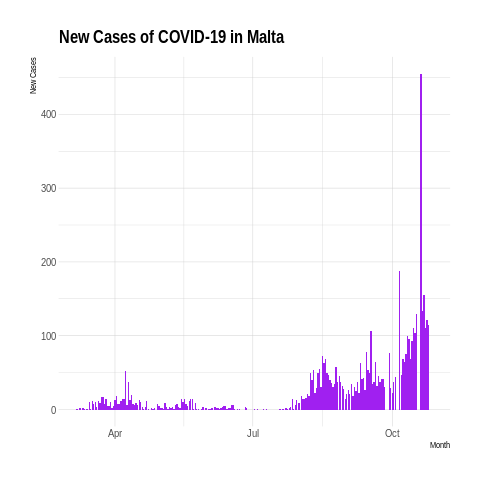 New Cases of COVID-19 in Malta
New Cases
400
300
200
100
0
Apr
Jul
Oct
Month